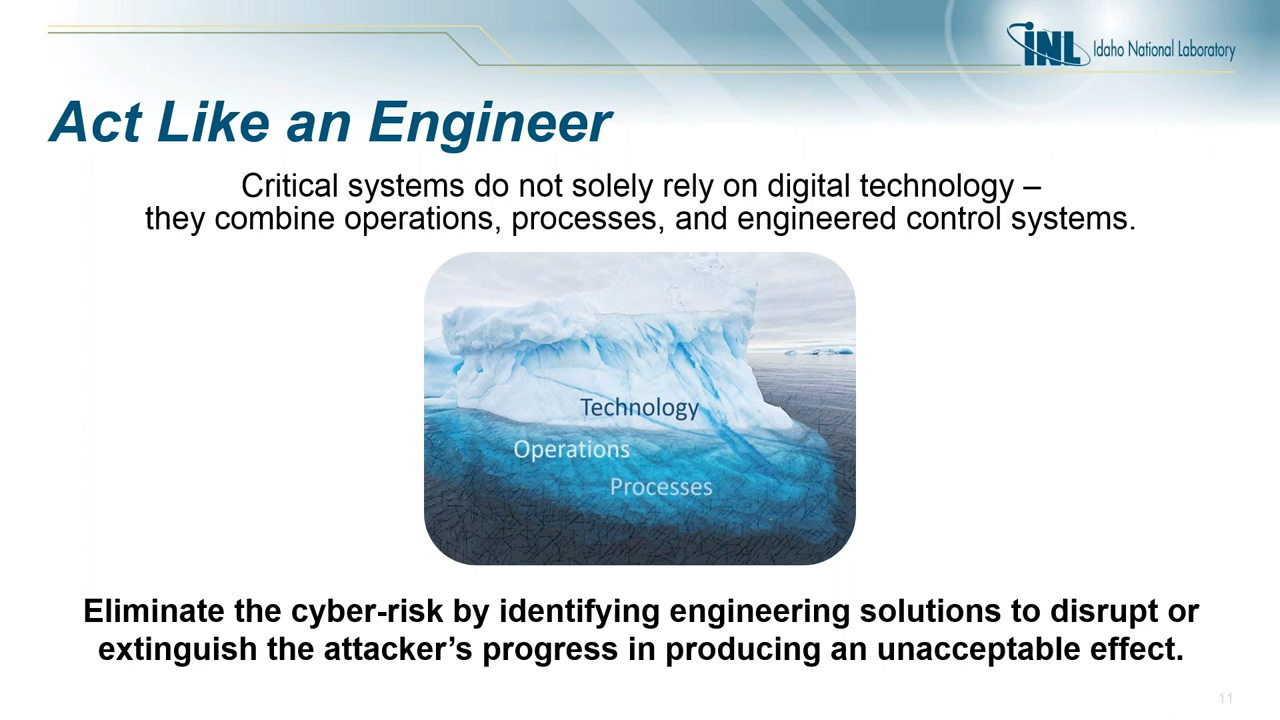 INL Idaho National Laboratory
Act Like an Engineer
Critical systems do not solely rely on digital technology –
they combine operations, processes, and engineered control systems.
Technology
Operations
Processes
Eliminate the cyber-risk by identifying engineering solutions to disrupt or
extinguish the attacker’s progress in producing an unacceptable effect.
11